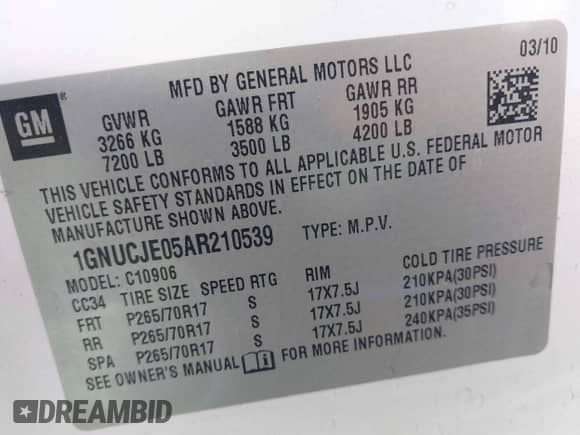 03/10
MFD BY GENERAL MOTORS LLC
GM®
GVWR GAWR FRT GAWR RR
3266 KG 1588 KG 1905 KG
7200 LB 3500 LB 4200 LB
THIS VEHICLE CONFORMS TO ALL APPLICABLE U.S. FEDERAL MOTOR
VEHICLE SAFETY STANDARDS IN EFFECT ON THE DATE OF
MANUFACTURE SHOWN ABOVE.
1GNUCJE05AR210539 TYPE: M.P.V.
MODEL: C10906
CC34 TIRE SIZE SPEED RTG RIM COLD TIRE PRESSURE
FRT P265/70R17 S 17X7.5J 210KPA(30PSI)
RR P265/70R17 S 17X7.5J 210KPA(30PSI)
SPA P265/70R17 S 17X7.5J 240KPA(35PSI)
SEE OWNER'S MANUAL FOR MORE INFORMATION.
DREAMBID